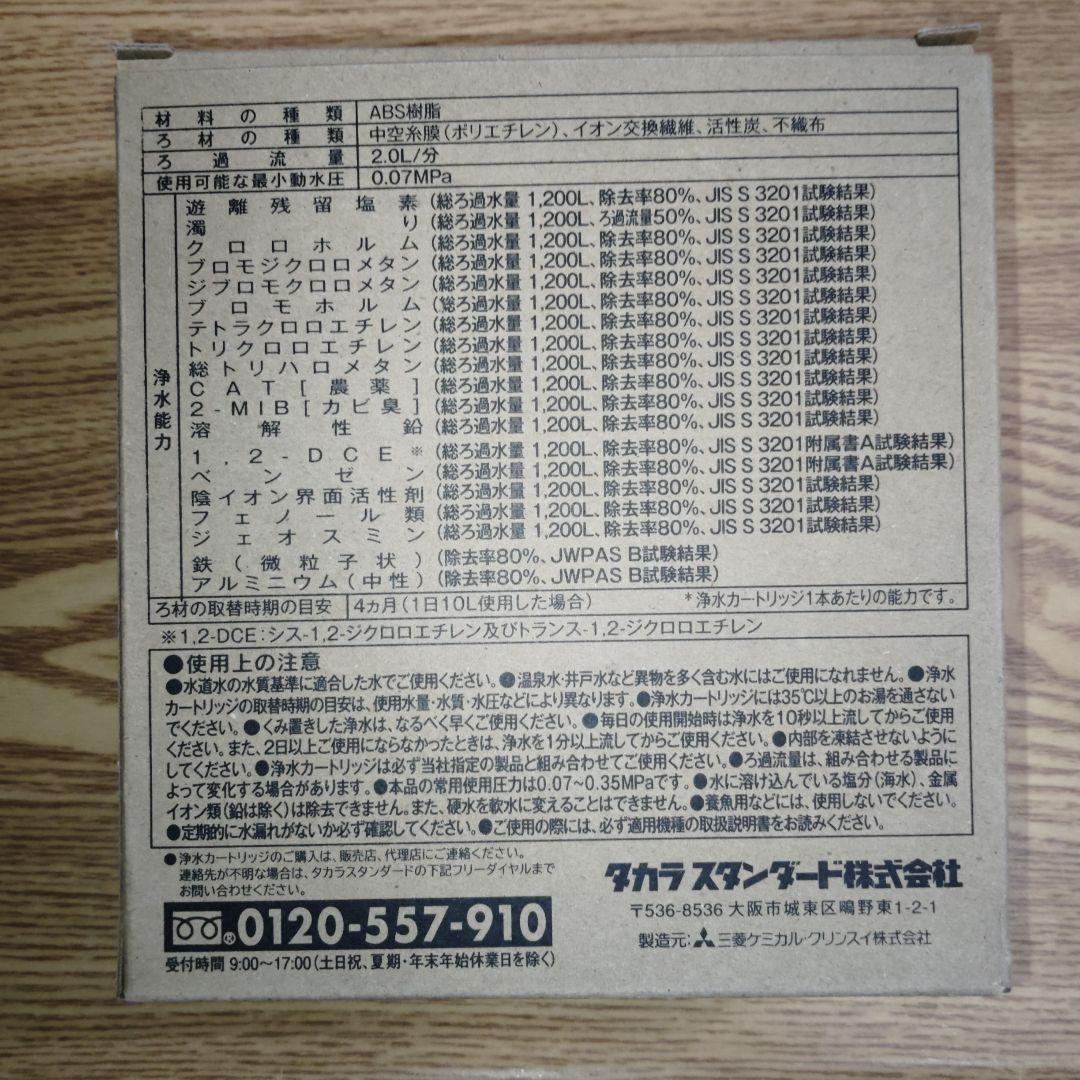 材料の種類 ABS樹脂
ろ材の種類 中空糸膜(ポリエチレン)、イオン交換繊維、活性炭、不織布
ろ過流量 2.0L/分
使用可能な最小動水圧 0.07MPa
浄水能力
遊離残留塩素(総ろ過水量 1,200L、除去率80%、JIS S 3201試験結果)
濁り(総ろ過水量 1,200L、ろ過流量50%、JIS S 3201試験結果)
クロロホルム(総ろ過水量 1,200L、除去率80%、JIS S 3201試験結果)
ブロモジクロロメタン(総ろ過水量 1,200L、除去率80%、JIS S 3201試験結果)
ジブロモクロロメタン(総ろ過水量 1,200L、除去率80%、JIS S 3201試験結果)
ブロモホルム(総ろ過水量 1,200L、除去率80%、JIS S 3201試験結果)
テトラクロロエチレン(総ろ過水量 1,200L、除去率80%、JIS S 3201試験結果)
トリクロロエチレン(総ろ過水量 1,200L、除去率80%、JIS S 3201試験結果)
総トリハロメタン(総ろ過水量 1,200L、除去率80%、JIS S 3201試験結果)
CAT[農薬](総ろ過水量 1,200L、除去率80%、JIS S 3201試験結果)
2-MIB[カビ臭](総ろ過水量 1,200L、除去率80%、JIS S 3201試験結果)
溶解性鉛(総ろ過水量 1,200L、除去率80%、JIS S 3201試験結果)
1,2-DCE※(総ろ過水量 1,200L、除去率80%、JIS S 3201附属書A試験結果)
ベンゼン(総ろ過水量 1,200L、除去率80%、JIS S 3201附属書A試験結果)
陰イオン界面活性剤(総ろ過水量 1,200L、除去率80%、JIS S 3201試験結果)
フェノール類(総ろ過水量 1,200L、除去率80%、JIS S 3201試験結果)
ジェオスミン(総ろ過水量 1,200L、除去率80%、JIS S 3201試験結果)
鉄(微粒子状)(除去率80%、JWPAS B試験結果)
アルミニウム(中性)(除去率80%、JWPAS B試験結果)
ろ材の取替時期の目安 4ヵ月(1日10L使用した場合) *浄水カートリッジ1本あたりの能力です。
※1,2-DCE:シス-1,2-ジクロロエチレン及びトランス-1,2-ジクロロエチレン
●使用上の注意
●水道水の水質基準に適合した水でご使用ください。●温泉水・井戸水など異物を多く含む水にはご使用になれません。●浄水
カートリッジの取替時期の目安は、使用水量・水質・水圧などにより異なります。●浄水カートリッジには35℃以上のお湯を通さない
でください。●くみ置きした浄水は、なるべく早くご使用ください。●毎日の使用開始時は浄水を10秒以上流してからご使用
ください。また、2日以上ご使用にならなかったときは、浄水を1分以上流してからご使用ください。●内部を凍結させないように
してください。●浄水カートリッジは必ず当社指定の製品と組み合わせてご使用ください。●ろ過流量は、組み合わせる製品に
よって変化する場合があります。●本品の常用使用圧力は0.07~0.35MPaです。●水に溶け込んでいる塩分(海水)、金属
イオン類(鉛は除く)は除去できません。また、硬水を軟水に変えることはできません。●養魚用などには、使用しないでください。
●定期的に水漏れがないか必ず確認してください。●ご使用の際には、必ず適用機種の取扱説明書をお読みください。
●浄水カートリッジのご購入は、販売店、代理店にご連絡ください。
連絡先が不明な場合は、タカラスタンダードの下記フリーダイヤルまで
お問い合わせください。
®0120-557-910
受付時間 9:00~17:00(土日祝、夏期・年末年始休業日を除く)
タカラスタンダード株式会社
〒536-8536 大阪市城東区鴫野東1-2-1
製造元:三菱ケミカル・クリンスイ株式会社